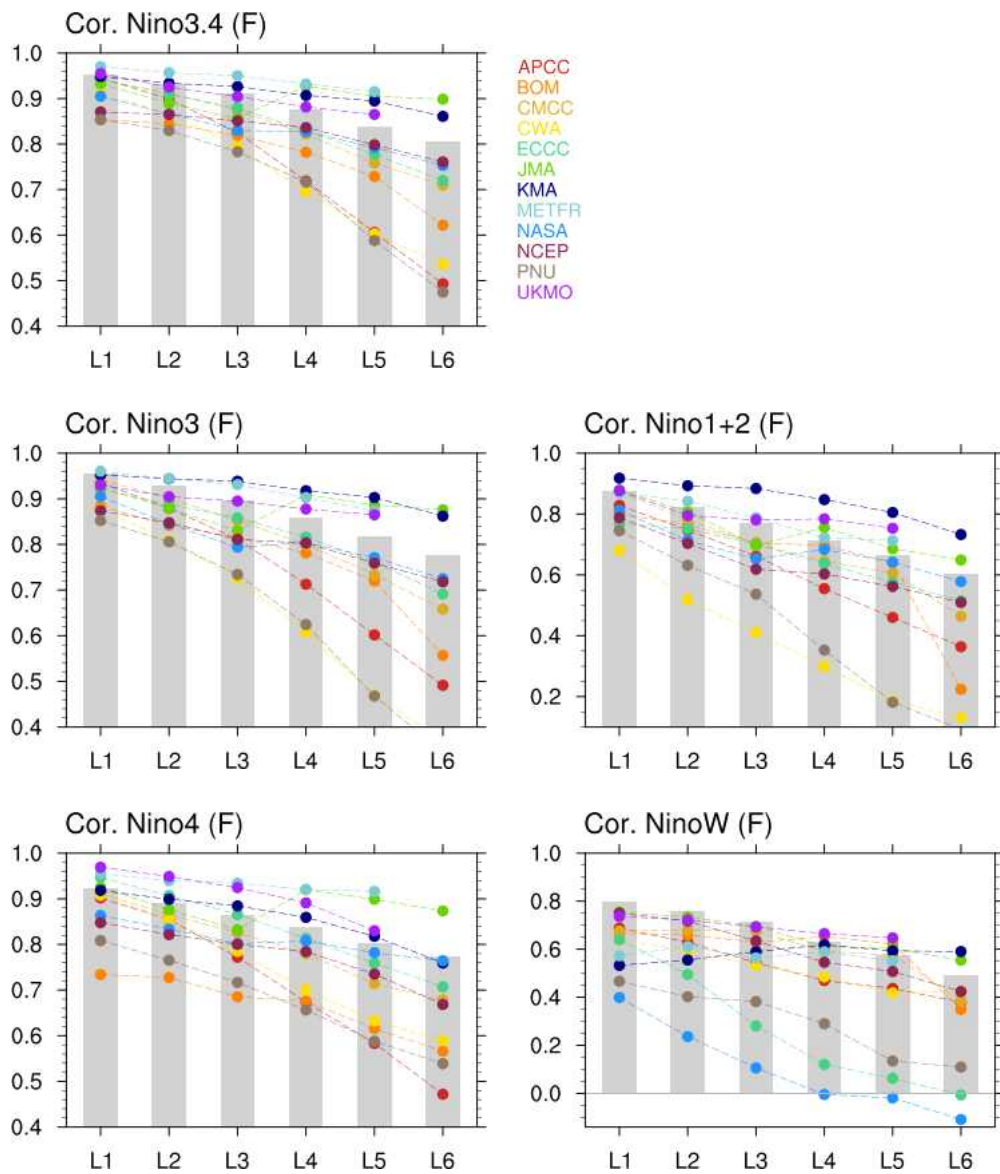 Cor. Nino3.4 (F)
1.0
0.9
0.8
0.7
0.6
0.5
0.4
L1 L2 L3 L4 L5 L6
APCC
BOM
CMCC
CWA
ECCC
JMA
KMA
METFR
NASA
NCEP
PNU
UKMO
Cor. Nino3 (F)
1.0
0.9
0.8
0.7
0.6
0.5
0.4
L1 L2 L3 L4 L5 L6
Cor. Nino1+2 (F)
1.0
0.8
0.6
0.4
0.2
L1 L2 L3 L4 L5 L6
Cor. Nino4 (F)
1.0
0.9
0.8
0.7
0.6
0.5
0.4
L1 L2 L3 L4 L5 L6
Cor. NinoW (F)
1.0
0.8
0.6
0.4
0.2
0.0
L1 L2 L3 L4 L5 L6